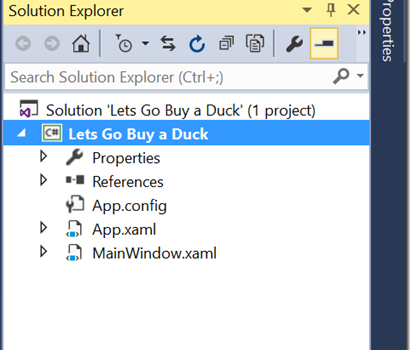 Solution Explorer
Search Solution Explorer (Ctrl+;)
Solution 'Lets Go Buy a Duck' (1 project)
C# Lets Go Buy a Duck
Properties
References
App.config
App.xaml
MainWindow.xaml
Properties